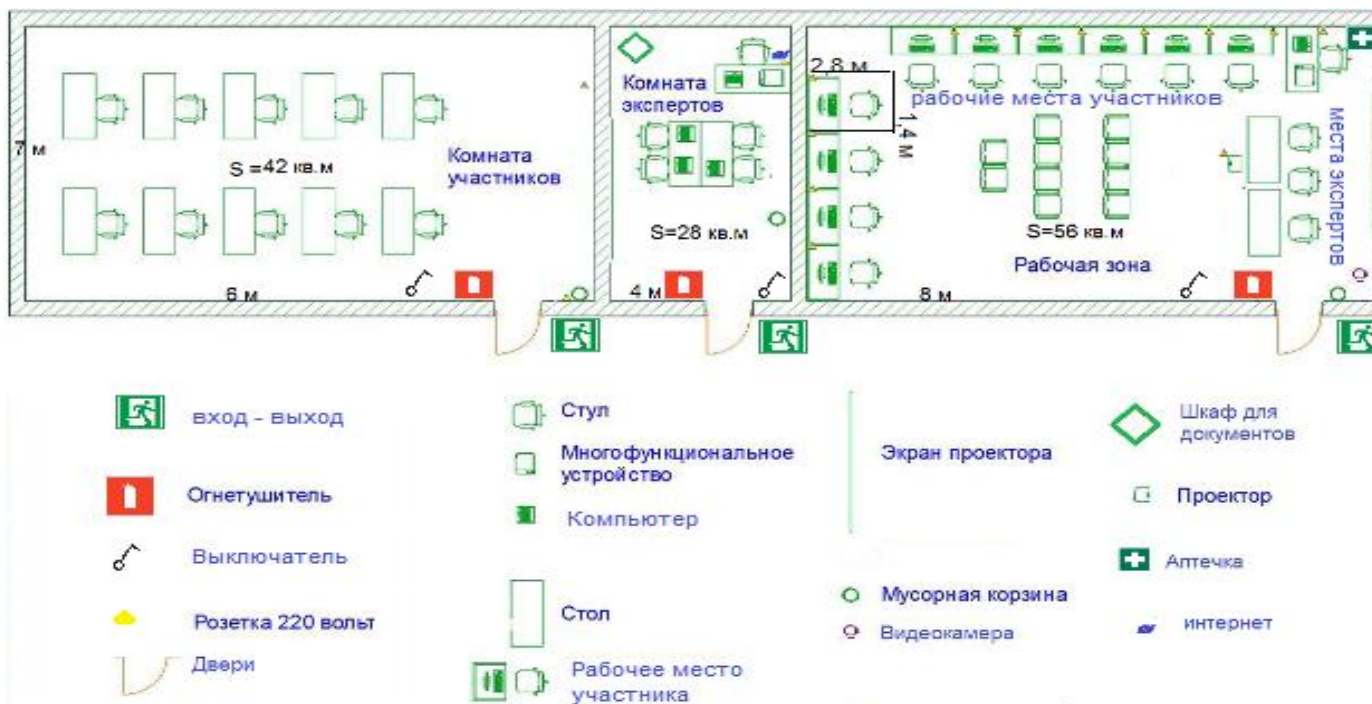 7 м
S =42 кв.м
Комната
участников
6 м
Комната
экспертов
S=28 кв.м
4 м
2,8 м
1,4 м
рабочие места участников
S=56 кв.м
Рабочая зона
8 м
места экспертов
вход - выход
Огнетушитель
Выключатель
Розетка 220 вольт
Двери
Стул
Многофункциональное
устройство
Компьютер
Стол
Рабочее место
участника
Экран проектора
Мусорная корзина
Видеокамера
Шкаф для
документов
Проектор
Аптечка
интернет